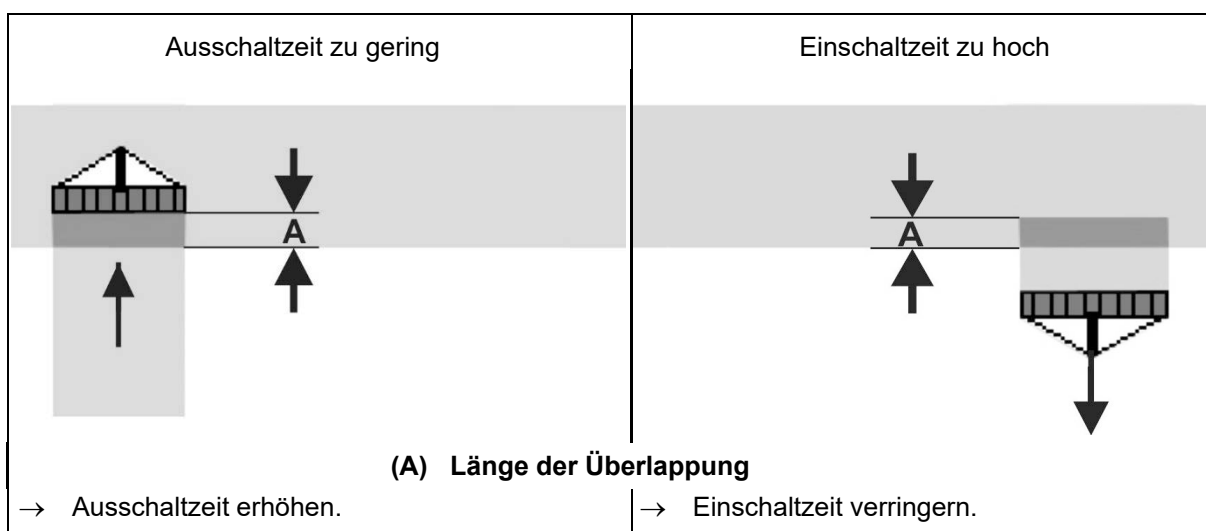 Ausschaltzeit zu gering
Einschaltzeit zu hoch
A
A
(A) Länge der Überlappung
→ Ausschaltzeit erhöhen.
→ Einschaltzeit verringern.